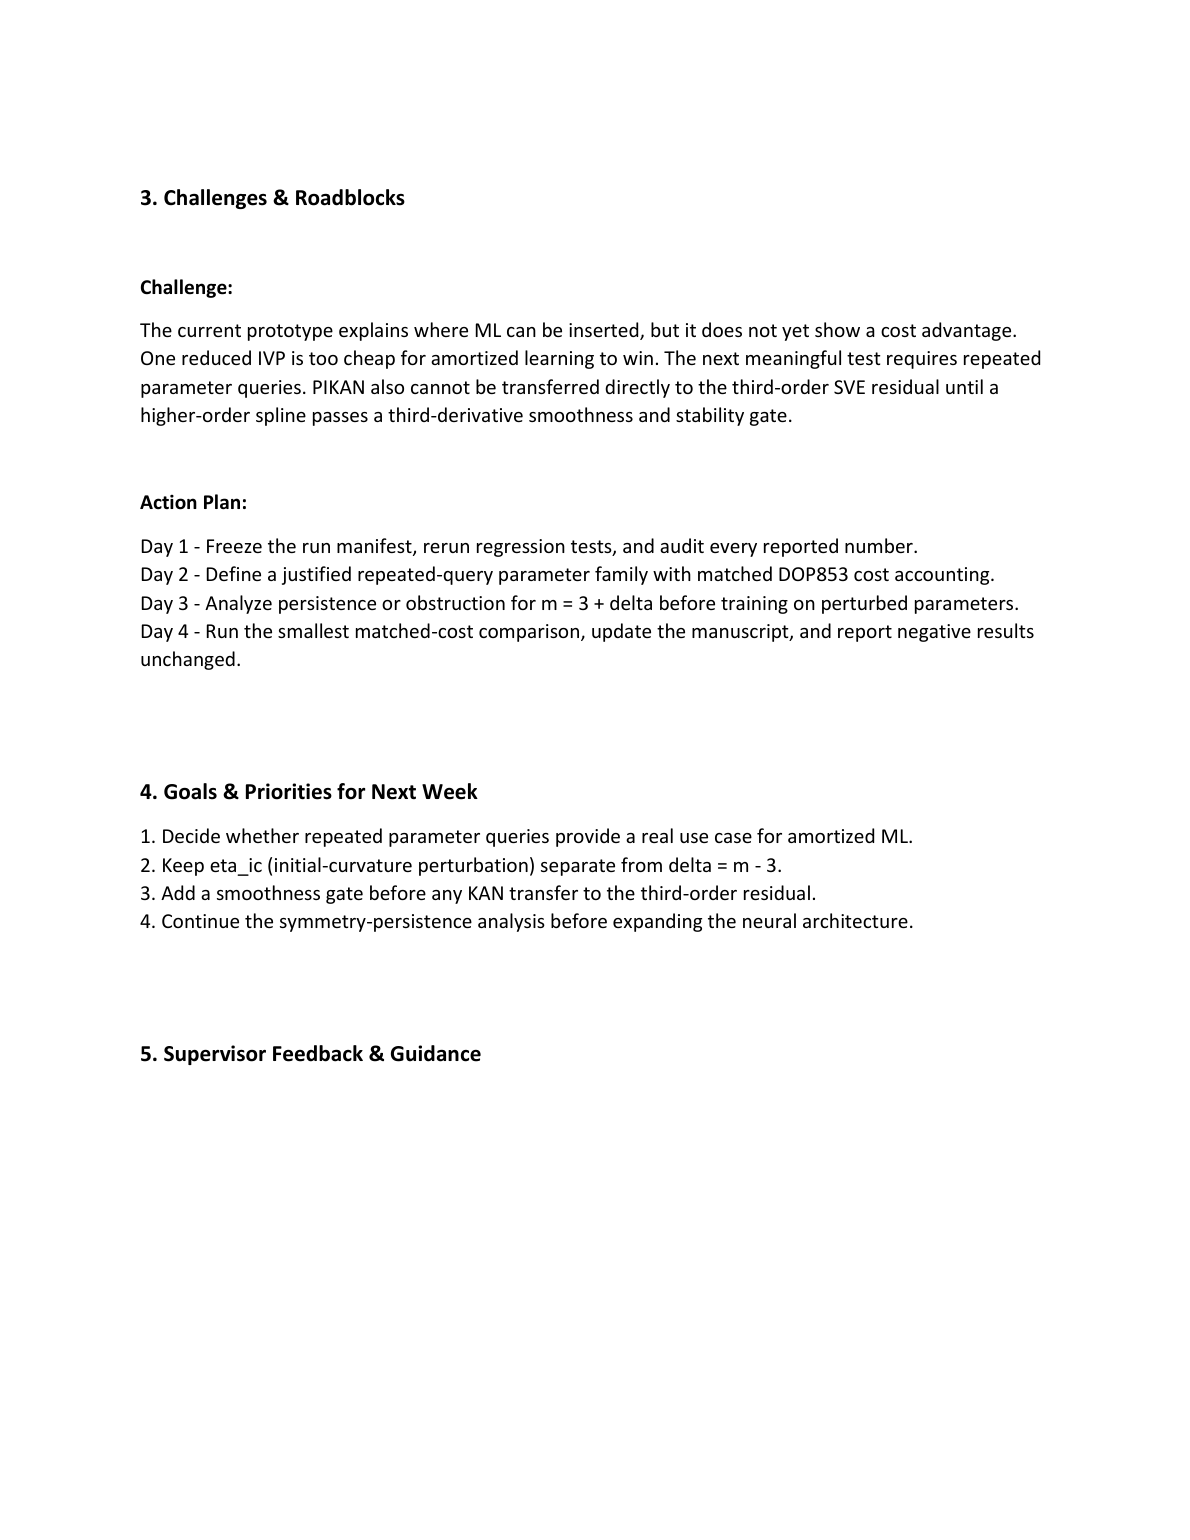 3. Challenges & Roadblocks
Challenge:
The current prototype explains where ML can be inserted, but it does not yet show a cost advantage.
One reduced IVP is too cheap for amortized learning to win. The next meaningful test requires repeated
parameter queries. PIKAN also cannot be transferred directly to the third-order SVE residual until a
higher-order spline passes a third-derivative smoothness and stability gate.
Action Plan:
Day 1 - Freeze the run manifest, rerun regression tests, and audit every reported number.
Day 2 - Define a justified repeated-query parameter family with matched DOP853 cost accounting.
Day 3 - Analyze persistence or obstruction for m = 3 + delta before training on perturbed parameters.
Day 4 - Run the smallest matched-cost comparison, update the manuscript, and report negative results
unchanged.
4. Goals & Priorities for Next Week
1. Decide whether repeated parameter queries provide a real use case for amortized ML.
2. Keep eta_ic (initial-curvature perturbation) separate from delta = m - 3.
3. Add a smoothness gate before any KAN transfer to the third-order residual.
4. Continue the symmetry-persistence analysis before expanding the neural architecture.
5. Supervisor Feedback & Guidance